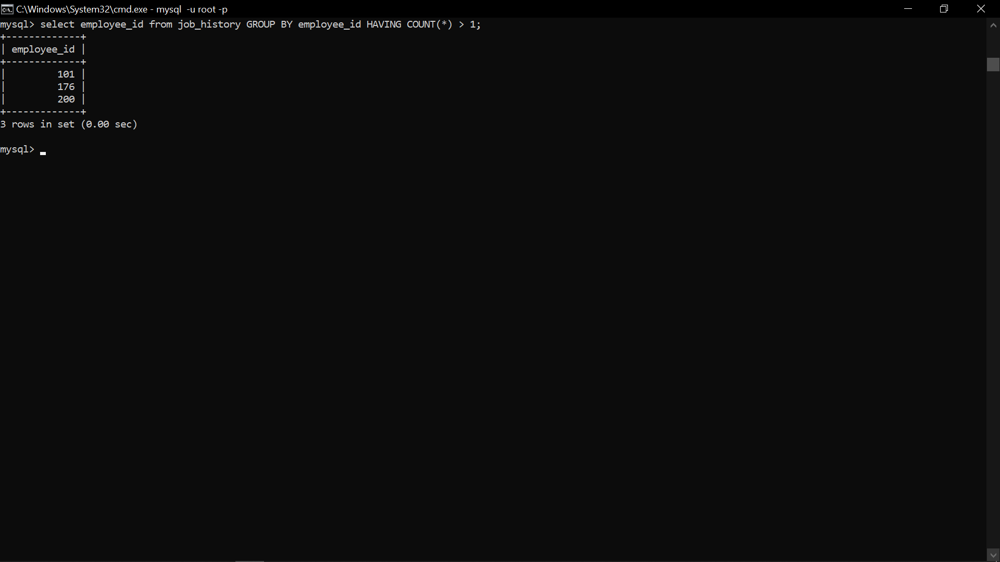 C:\Windows\System32\cmd.exe - mysql  -u root -p
mysql> select employee_id from job_history GROUP BY employee_id HAVING COUNT(*) > 1;
+-------------+
| employee_id |
+-------------+
|         101 |
|         176 |
|         200 |
+-------------+
3 rows in set (0.00 sec)
mysql>